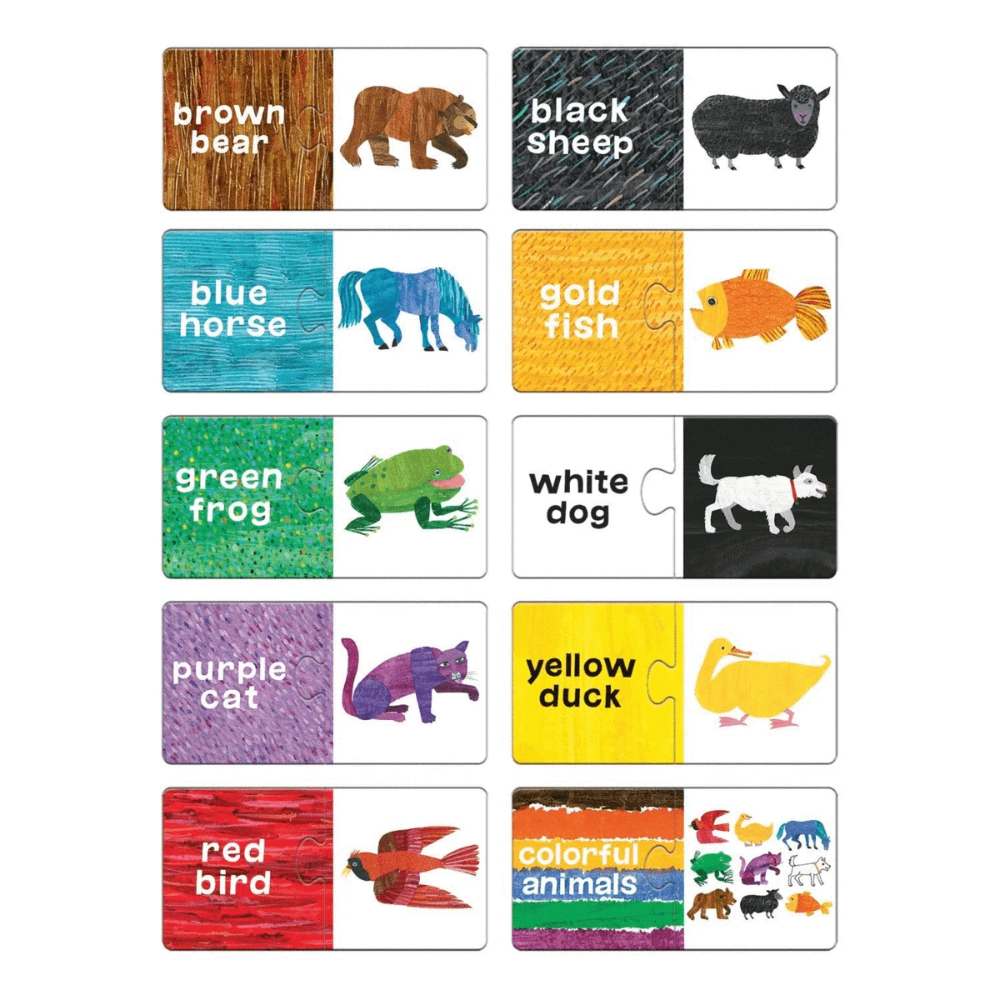 brown
bear
black
sheep
blue
horse
gold
fish
green
frog
white
dog
purple
cat
yellow
duck
red
bird
colorful
animals